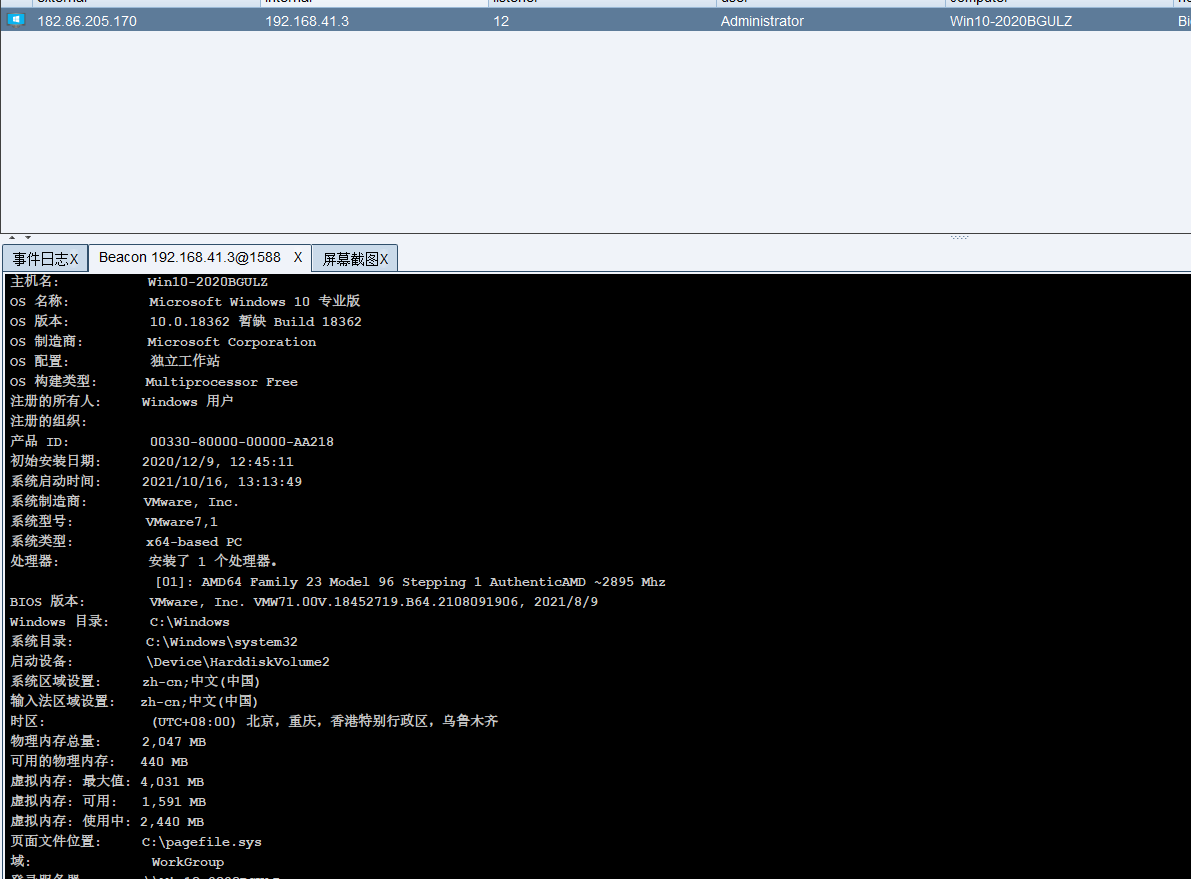 external internal listener user computer
182.86.205.170 192.168.41.3 12 Administrator Win10-2020BGULZ
事件日志X Beacon 192.168.41.3@1588 X 屏幕截图X
主机名: Win10-2020BGULZ
OS 名称: Microsoft Windows 10 专业版
OS 版本: 10.0.18362 暂缺 Build 18362
OS 制造商: Microsoft Corporation
OS 配置: 独立工作站
OS 构建类型: Multiprocessor Free
注册的所有人: Windows 用户
注册的组织:
产品 ID: 00330-80000-00000-AA218
初始安装日期: 2020/12/9, 12:45:11
系统启动时间: 2021/10/16, 13:13:49
系统制造商: VMware, Inc.
系统型号: VMware7,1
系统类型: x64-based PC
处理器: 安装了 1 个处理器。
[01]: AMD64 Family 23 Model 96 Stepping 1 AuthenticAMD ~2895 Mhz
BIOS 版本: VMware, Inc. VMW71.00V.18452719.B64.2108091906, 2021/8/9
Windows 目录: C:\Windows
系统目录: C:\Windows\system32
启动设备: \Device\HarddiskVolume2
系统区域设置: zh-cn;中文(中国)
输入法区域设置: zh-cn;中文(中国)
时区: (UTC+08:00) 北京，重庆，香港特别行政区，乌鲁木齐
物理内存总量: 2,047 MB
可用的物理内存: 440 MB
虚拟内存: 最大值: 4,031 MB
虚拟内存: 可用: 1,591 MB
虚拟内存: 使用中: 2,440 MB
页面文件位置: C:\pagefile.sys
域: WorkGroup